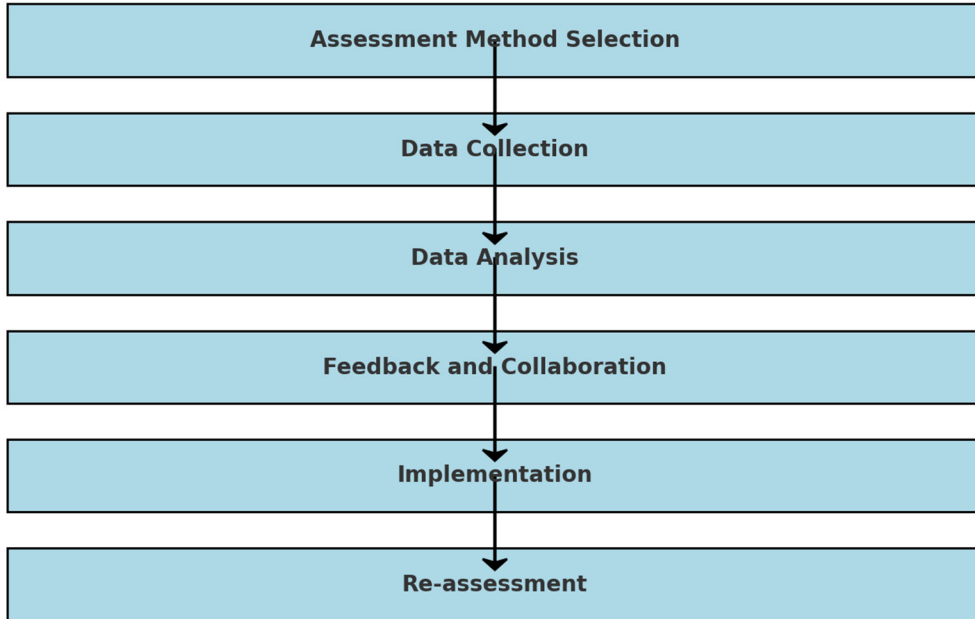 Assessment Method Selection
Data Collection
Data Analysis
Feedback and Collaboration
Implementation
Re-assessment